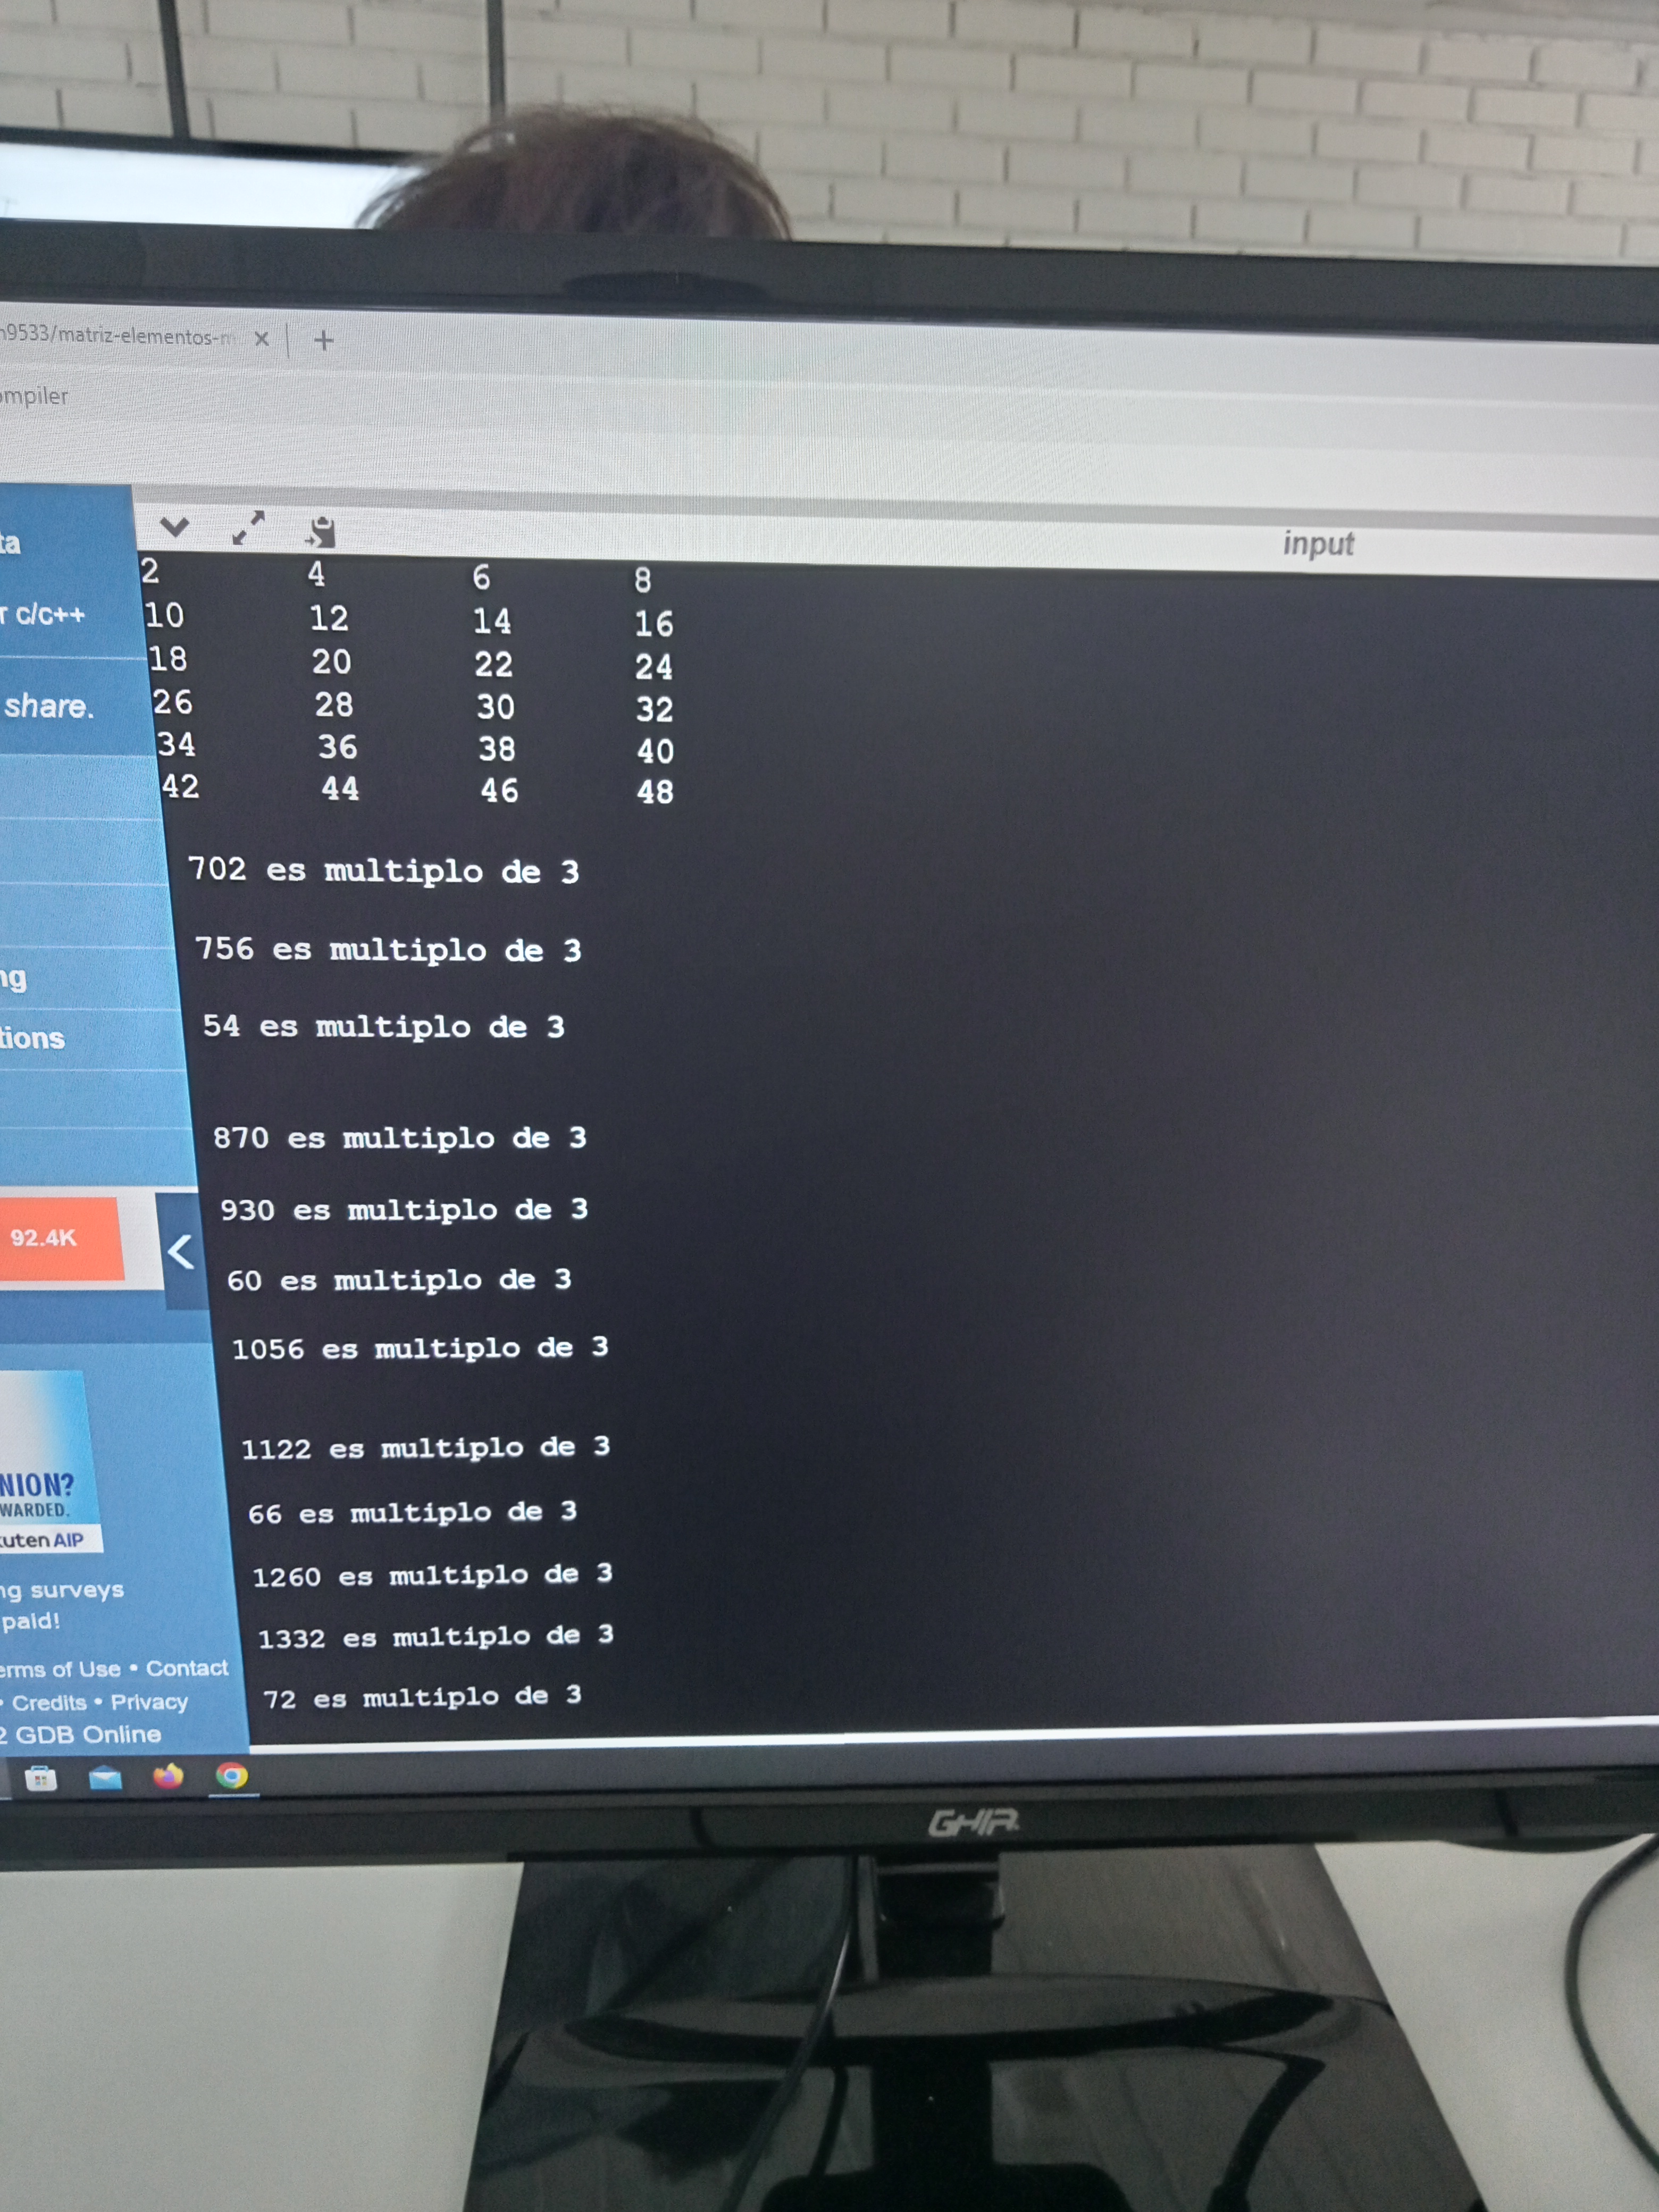 n9533/matriz-elementos-m
ompiler
input
ta
r c/c++
share.
ng
tions
92.4K
NION?
WARDED.
kuten AIP
ng surveys
paid!
erms of Use • Contact
• Credits • Privacy
2 GDB Online
2 4 6 8
10 12 14 16
18 20 22 24
26 28 30 32
34 36 38 40
42 44 46 48
702 es multiplo de 3
756 es multiplo de 3
54 es multiplo de 3
870 es multiplo de 3
930 es multiplo de 3
60 es multiplo de 3
1056 es multiplo de 3
1122 es multiplo de 3
66 es multiplo de 3
1260 es multiplo de 3
1332 es multiplo de 3
72 es multiplo de 3
GHIA